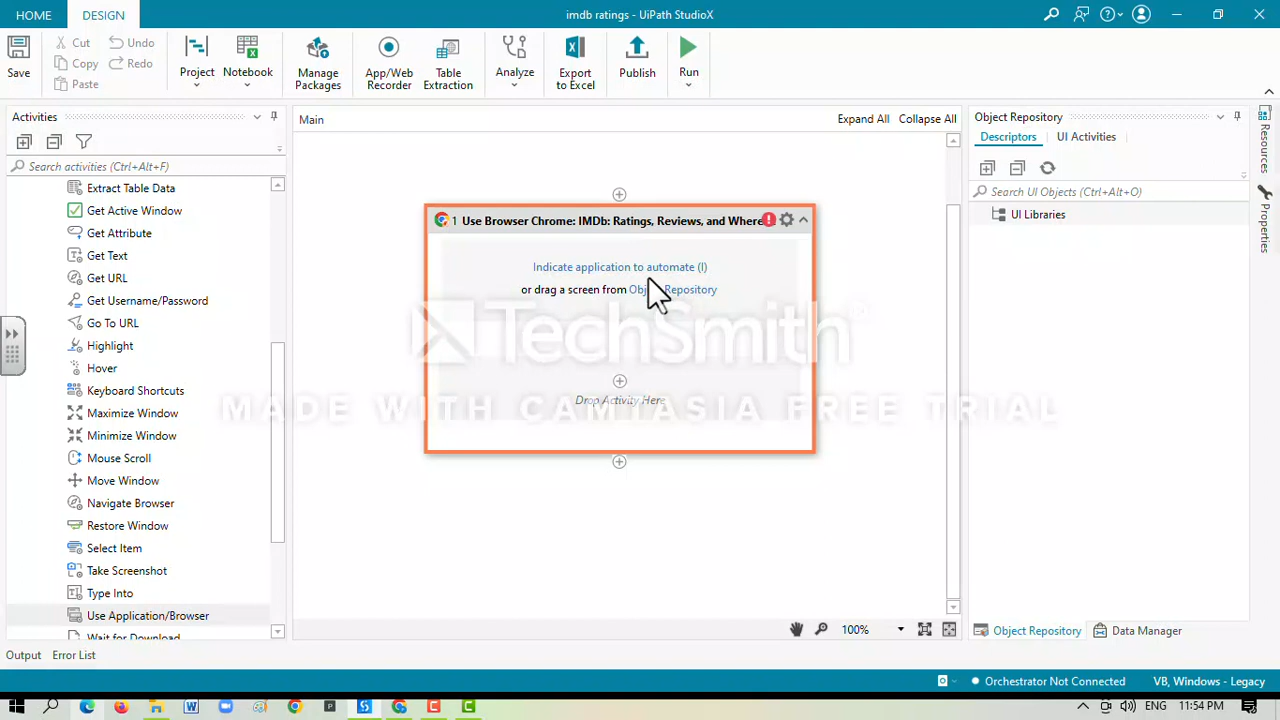 HOME
DESIGN
imdb ratings - UiPath StudioX
Save
Cut
Copy
Paste
Undo
Redo
Project
Notebook
Manage Packages
App/Web Recorder
Table Extraction
Analyze
Export to Excel
Publish
Run
Activities
Search activities (Ctrl+Alt+F)
Extract Table Data
Get Active Window
Get Attribute
Get Text
Get URL
Get Username/Password
Go To URL
Highlight
Hover
Keyboard Shortcuts
Maximize Window
Minimize Window
Mouse Scroll
Move Window
Navigate Browser
Restore Window
Select Item
Take Screenshot
Type Into
Use Application/Browser
Wait for Download
Main
Expand All
Collapse All
1 Use Browser Chrome: IMDb: Ratings, Reviews, and Where
Indicate application to automate (I)
or drag a screen from Object Repository
Drop Activity Here
TechSmith®
MADE WITH CAMTASIA FREE TRIAL
100%
Object Repository
Descriptors
UI Activities
Search UI Objects (Ctrl+Alt+O)
UI Libraries
Resources
Properties
Object Repository
Data Manager
Output
Error List
Orchestrator Not Connected
VB, Windows - Legacy
ENG
11:54 PM